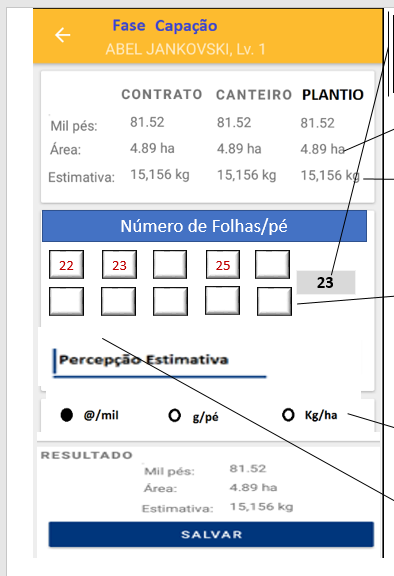 Fase Capação
ABEL JANKOVSKI, Lv. 1
CONTRATO CANTEIRO PLANTIO
Mil pés: 81.52 81.52 81.52
Área: 4.89 ha 4.89 ha 4.89 ha
Estimativa: 15,156 kg 15,156 kg 15,156 kg
Número de Folhas/pé
22 23 25
23
Percepção Estimativa
@/mil g/pé Kg/ha
RESULTADO
Mil pés: 81.52
Área: 4.89 ha
Estimativa: 15,156 kg
SALVAR